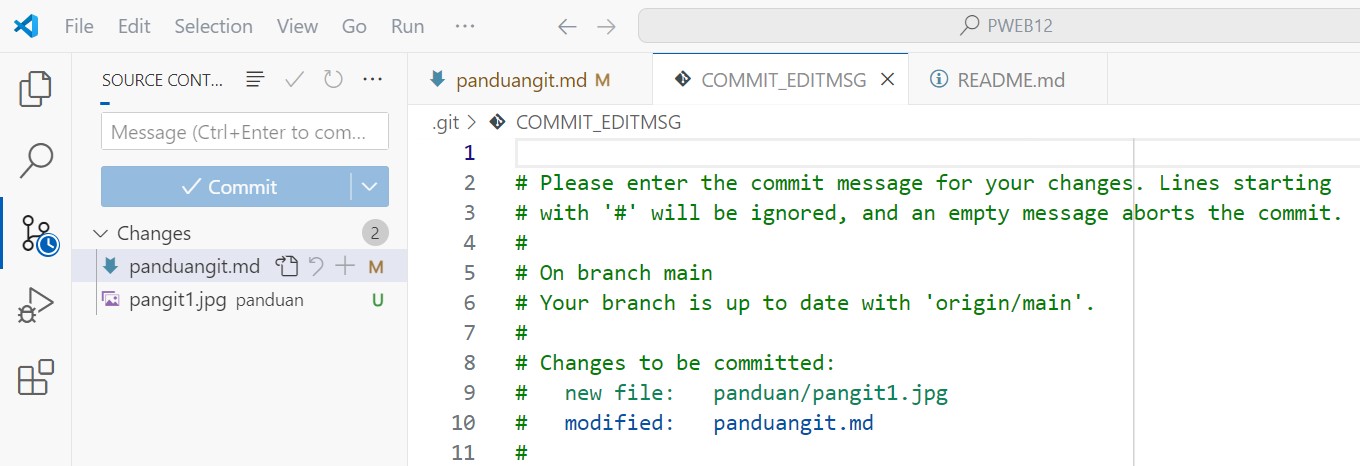 File Edit Selection View Go Run ··· PWEB12
SOURCE CONT... ···
panduangit.md M COMMIT_EDITMSG README.md
.git > COMMIT_EDITMSG
Message (Ctrl+Enter to com...
Commit
Changes 2
panduangit.md M
pangit1.jpg panduan U
1
2 # Please enter the commit message for your changes. Lines starting
3 # with '#' will be ignored, and an empty message aborts the commit.
4 #
5 # On branch main
6 # Your branch is up to date with 'origin/main'.
7 #
8 # Changes to be committed:
9 # new file: panduan/pangit1.jpg
10 # modified: panduangit.md
11 #